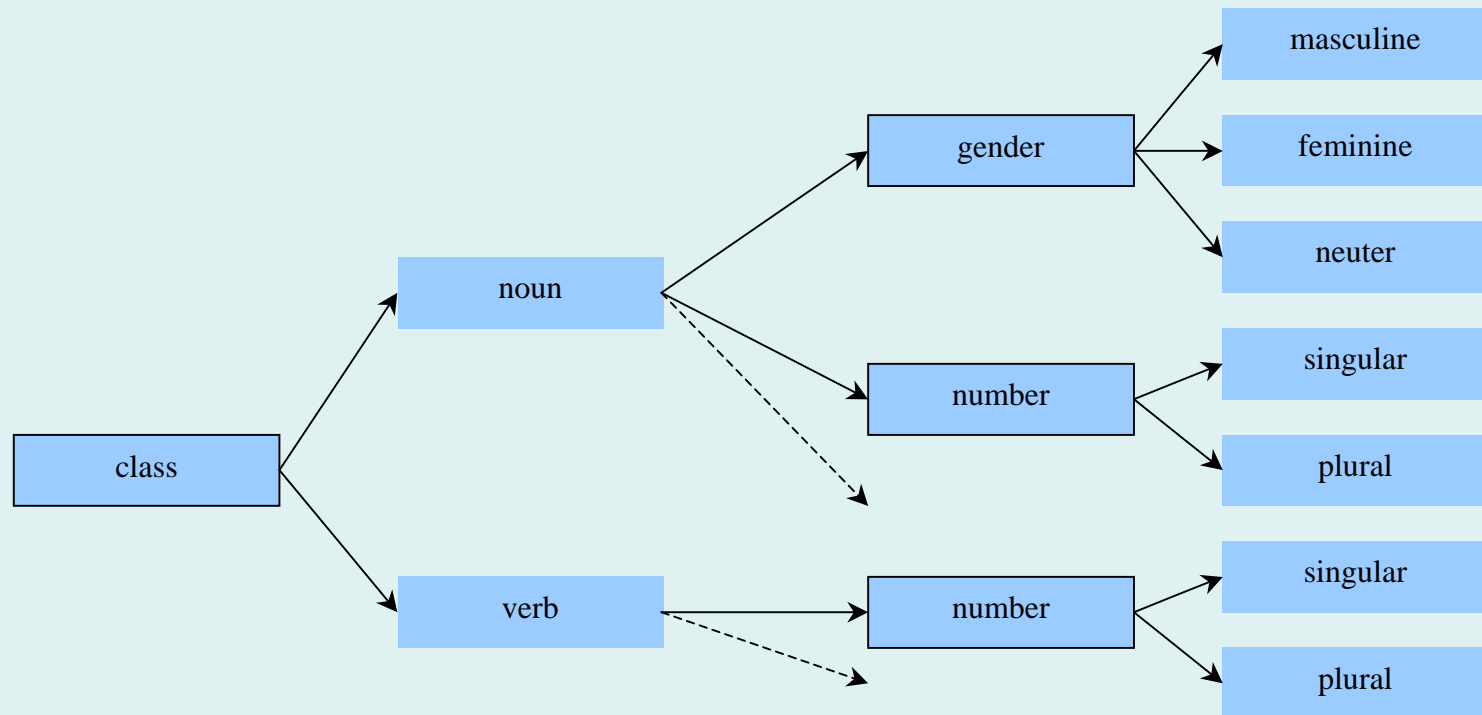 masculine
gender
feminine
neuter
noun
singular
number
plural
class
singular
verb
number
plural